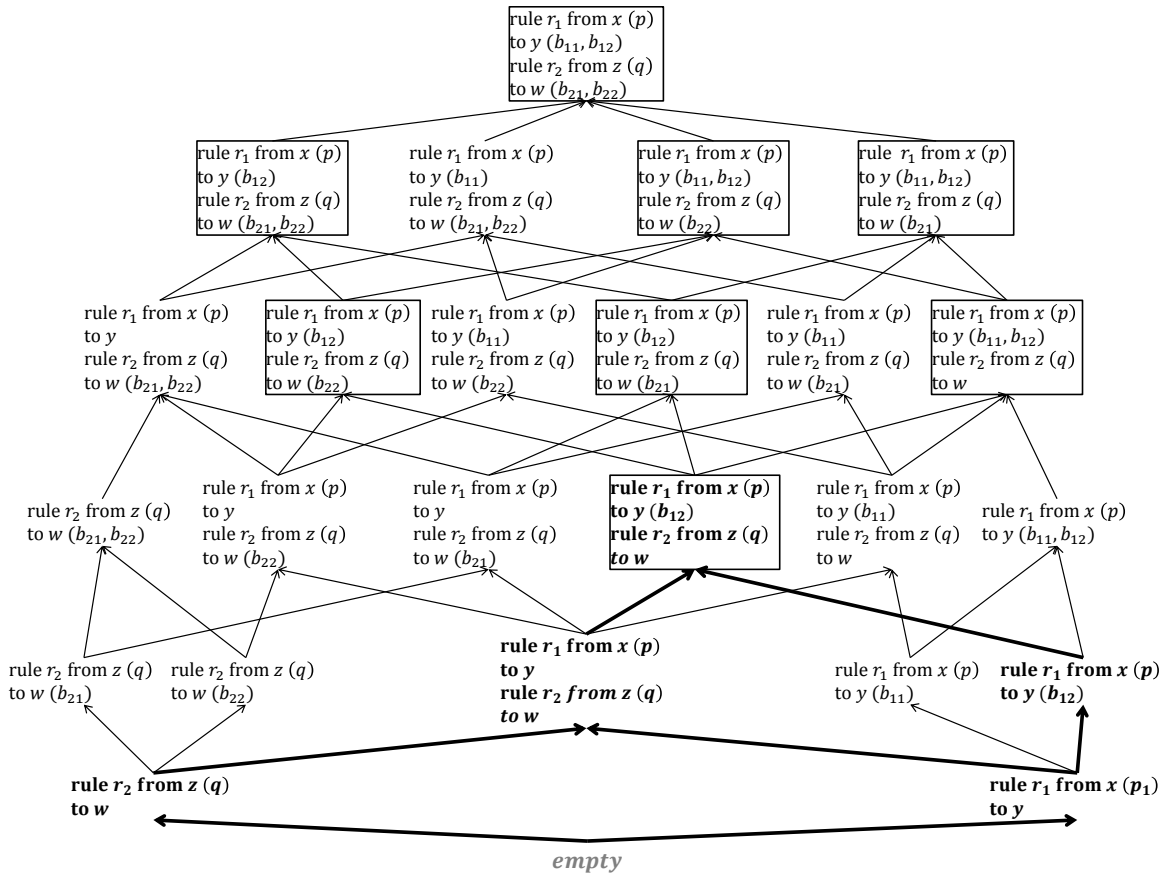 rule r₁ from x (p)
to y (b₁₁, b₁₂)
rule r₂ from z (q)
to w (b₂₁, b₂₂)
rule r₁ from x (p)
to y (b₁₂)
rule r₂ from z (q)
to w (b₂₁, b₂₂)
rule r₁ from x (p)
to y (b₁₁)
rule r₂ from z (q)
to w (b₂₁, b₂₂)
rule r₁ from x (p)
to y (b₁₁, b₁₂)
rule r₂ from z (q)
to w (b₂₂)
rule r₁ from x (p)
to y (b₁₁, b₁₂)
rule r₂ from z (q)
to w (b₂₁)
rule r₁ from x (p)
to y
rule r₂ from z (q)
to w (b₂₁, b₂₂)
rule r₁ from x (p)
to y (b₁₂)
rule r₂ from z (q)
to w (b₂₂)
rule r₁ from x (p)
to y (b₁₁)
rule r₂ from z (q)
to w (b₂₂)
rule r₁ from x (p)
to y (b₁₂)
rule r₂ from z (q)
to w (b₂₁)
rule r₁ from x (p)
to y (b₁₁)
rule r₂ from z (q)
to w (b₂₁)
rule r₁ from x (p)
to y (b₁₁, b₁₂)
rule r₂ from z (q)
to w
rule r₂ from z (q)
to w (b₂₁, b₂₂)
rule r₁ from x (p)
to y
rule r₂ from z (q)
to w (b₂₂)
rule r₁ from x (p)
to y
rule r₂ from z (q)
to w (b₂₁)
rule r₁ from x (p)
to y (b₁₂)
rule r₂ from z (q)
to w
rule r₁ from x (p)
to y (b₁₁)
rule r₂ from z (q)
to w
rule r₁ from x (p)
to y (b₁₁, b₁₂)
rule r₂ from z (q)
to w (b₂₁)
rule r₂ from z (q)
to w (b₂₂)
rule r₁ from x (p)
to y
rule r₂ from z (q)
to w
rule r₁ from x (p)
to y (b₁₁)
rule r₁ from x (p)
to y (b₁₂)
rule r₂ from z (q)
to w
rule r₁ from x (p₁)
to y
empty